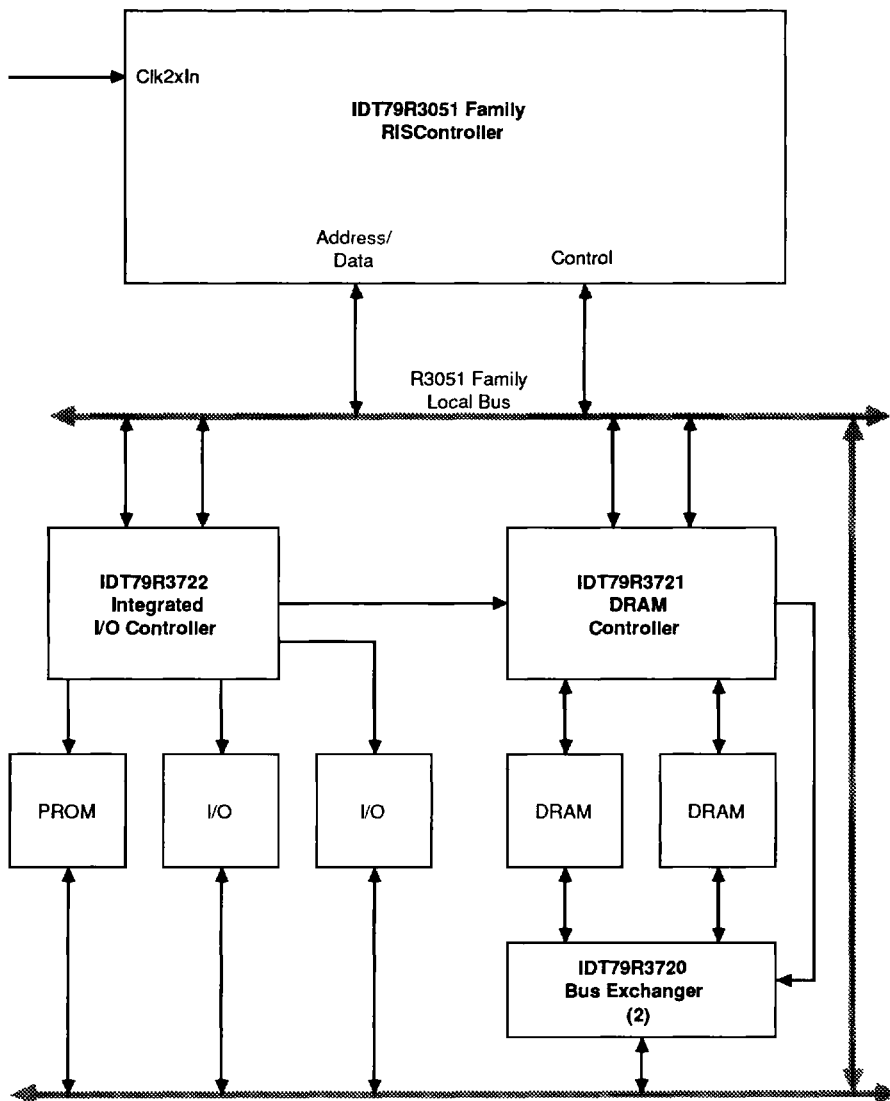 Clk2xIn
IDT79R3051 Family
RISController
Address/
Data
Control
R3051 Family
Local Bus
IDT79R3722
Integrated
I/O Controller
IDT79R3721
DRAM
Controller
PROM
I/O
I/O
DRAM
DRAM
IDT79R3720
Bus Exchanger
(2)